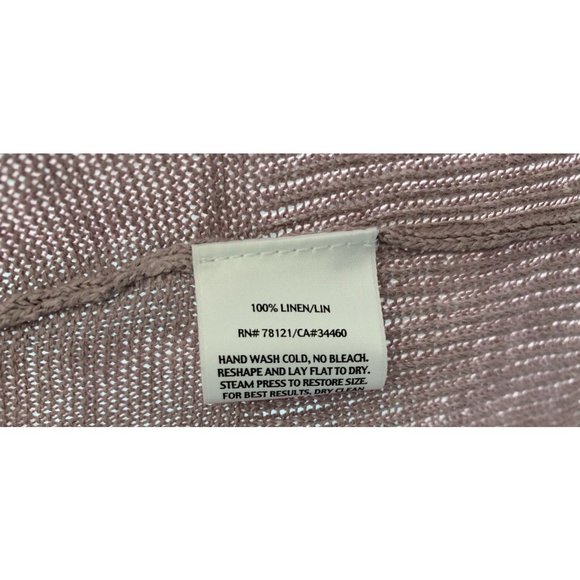 100% LINEN/LIN
RN# 78121/CA#34460
HAND WASH COLD, NO BLEACH.
RESHAPE AND LAY FLAT TO DRY.
STEAM PRESS TO RESTORE SIZE.
FOR BEST RESULTS, DRY CLEAN